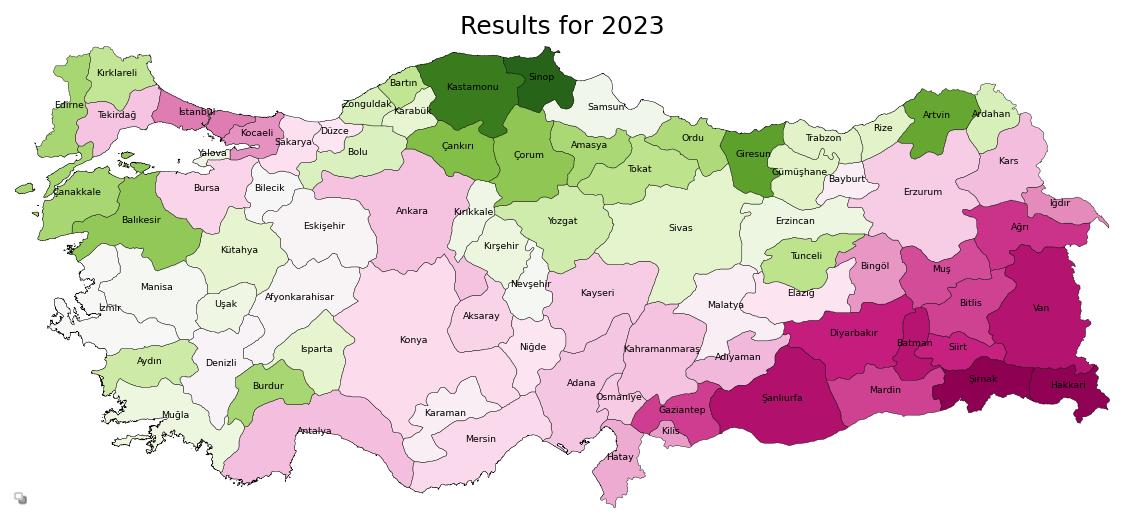 Results for 2023
Kırklareli
Edirne
Tekirdağ
İstanbul
Kocaeli
Yalova
Sakarya
Düzce
Zonguldak
Bartın
Karabük
Kastamonu
Sinop
Samsun
Bolu
Çankırı
Çorum
Amasya
Tokat
Ordu
Giresun
Trabzon
Gümüşhane
Rize
Artvin
Ardahan
Bayburt
Kars
Erzurum
Iğdır
Ağrı
Çanakkale
Balıkesir
Bursa
Bilecik
Eskişehir
Kütahya
Ankara
Kırıkkale
Kırşehir
Yozgat
Sivas
Erzincan
Tunceli
Bingöl
Muş
Bitlis
Van
Elazığ
Malatya
Manisa
İzmir
Uşak
Afyonkarahisar
Nevşehir
Kayseri
Aksaray
Konya
Niğde
Kahramanmaraş
Adıyaman
Diyarbakır
Batman
Siirt
Şırnak
Hakkari
Mardin
Şanlıurfa
Gaziantep
Kilis
Osmaniye
Adana
Hatay
Mersin
Karaman
Antalya
Isparta
Burdur
Denizli
Aydın
Muğla